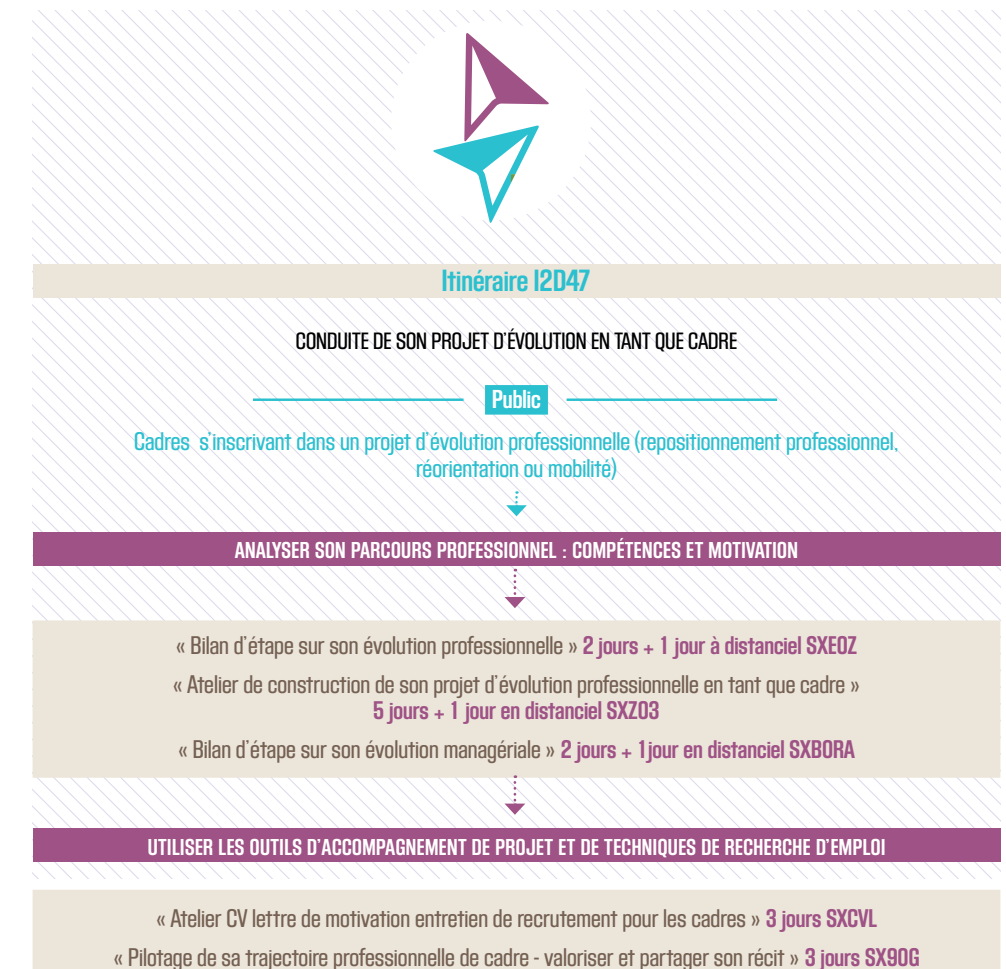 Itinéraire I2D47
CONDUITE DE SON PROJET D'ÉVOLUTION EN TANT QUE CADRE
Public
Cadres s'inscrivant dans un projet d'évolution professionnelle (repositionnement professionnel,
réorientation ou mobilité)
ANALYSER SON PARCOURS PROFESSIONNEL : COMPÉTENCES ET MOTIVATION
« Bilan d'étape sur son évolution professionnelle » 2 jours + 1 jour à distanciel SXE0Z
« Atelier de construction de son projet d'évolution professionnelle en tant que cadre »
5 jours + 1 jour en distanciel SXZ03
« Bilan d'étape sur son évolution managériale » 2 jours + 1jour en distanciel SXB0RA
UTILISER LES OUTILS D'ACCOMPAGNEMENT DE PROJET ET DE TECHNIQUES DE RECHERCHE D'EMPLOI
« Atelier CV lettre de motivation entretien de recrutement pour les cadres » 3 jours SXCVL
« Pilotage de sa trajectoire professionnelle de cadre - valoriser et partager son récit » 3 jours SX90G